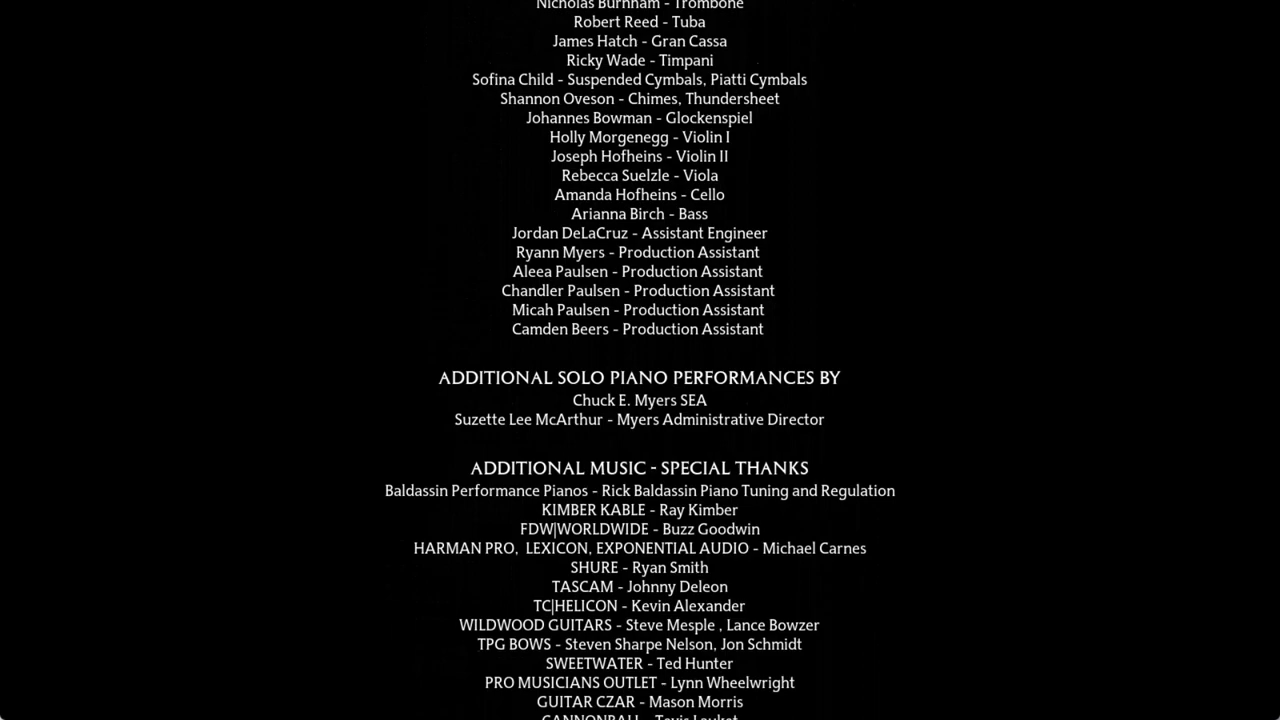 Nicholas Burnham - Trombone
Robert Reed - Tuba
James Hatch - Gran Cassa
Ricky Wade - Timpani
Sofina Child - Suspended Cymbals, Piatti Cymbals
Shannon Oveson - Chimes, Thundersheet
Johannes Bowman - Glockenspiel
Holly Morgenegg - Violin I
Joseph Hofheins - Violin II
Rebecca Suelzle - Viola
Amanda Hofheins - Cello
Arianna Birch - Bass
Jordan DeLaCruz - Assistant Engineer
Ryann Myers - Production Assistant
Aleea Paulsen - Production Assistant
Chandler Paulsen - Production Assistant
Micah Paulsen - Production Assistant
Camden Beers - Production Assistant
ADDITIONAL SOLO PIANO PERFORMANCES BY
Chuck E. Myers SEA
Suzette Lee McArthur - Myers Administrative Director
ADDITIONAL MUSIC - SPECIAL THANKS
Baldassin Performance Pianos - Rick Baldassin Piano Tuning and Regulation
KIMBER KABLE - Ray Kimber
FDW|WORLDWIDE - Buzz Goodwin
HARMAN PRO, LEXICON, EXPONENTIAL AUDIO - Michael Carnes
SHURE - Ryan Smith
TASCAM - Johnny Deleon
TC|HELICON - Kevin Alexander
WILDWOOD GUITARS - Steve Mesple , Lance Bowzer
TPG BOWS - Steven Sharpe Nelson, Jon Schmidt
SWEETWATER - Ted Hunter
PRO MUSICIANS OUTLET - Lynn Wheelwright
GUITAR CZAR - Mason Morris
CANNONBALL -